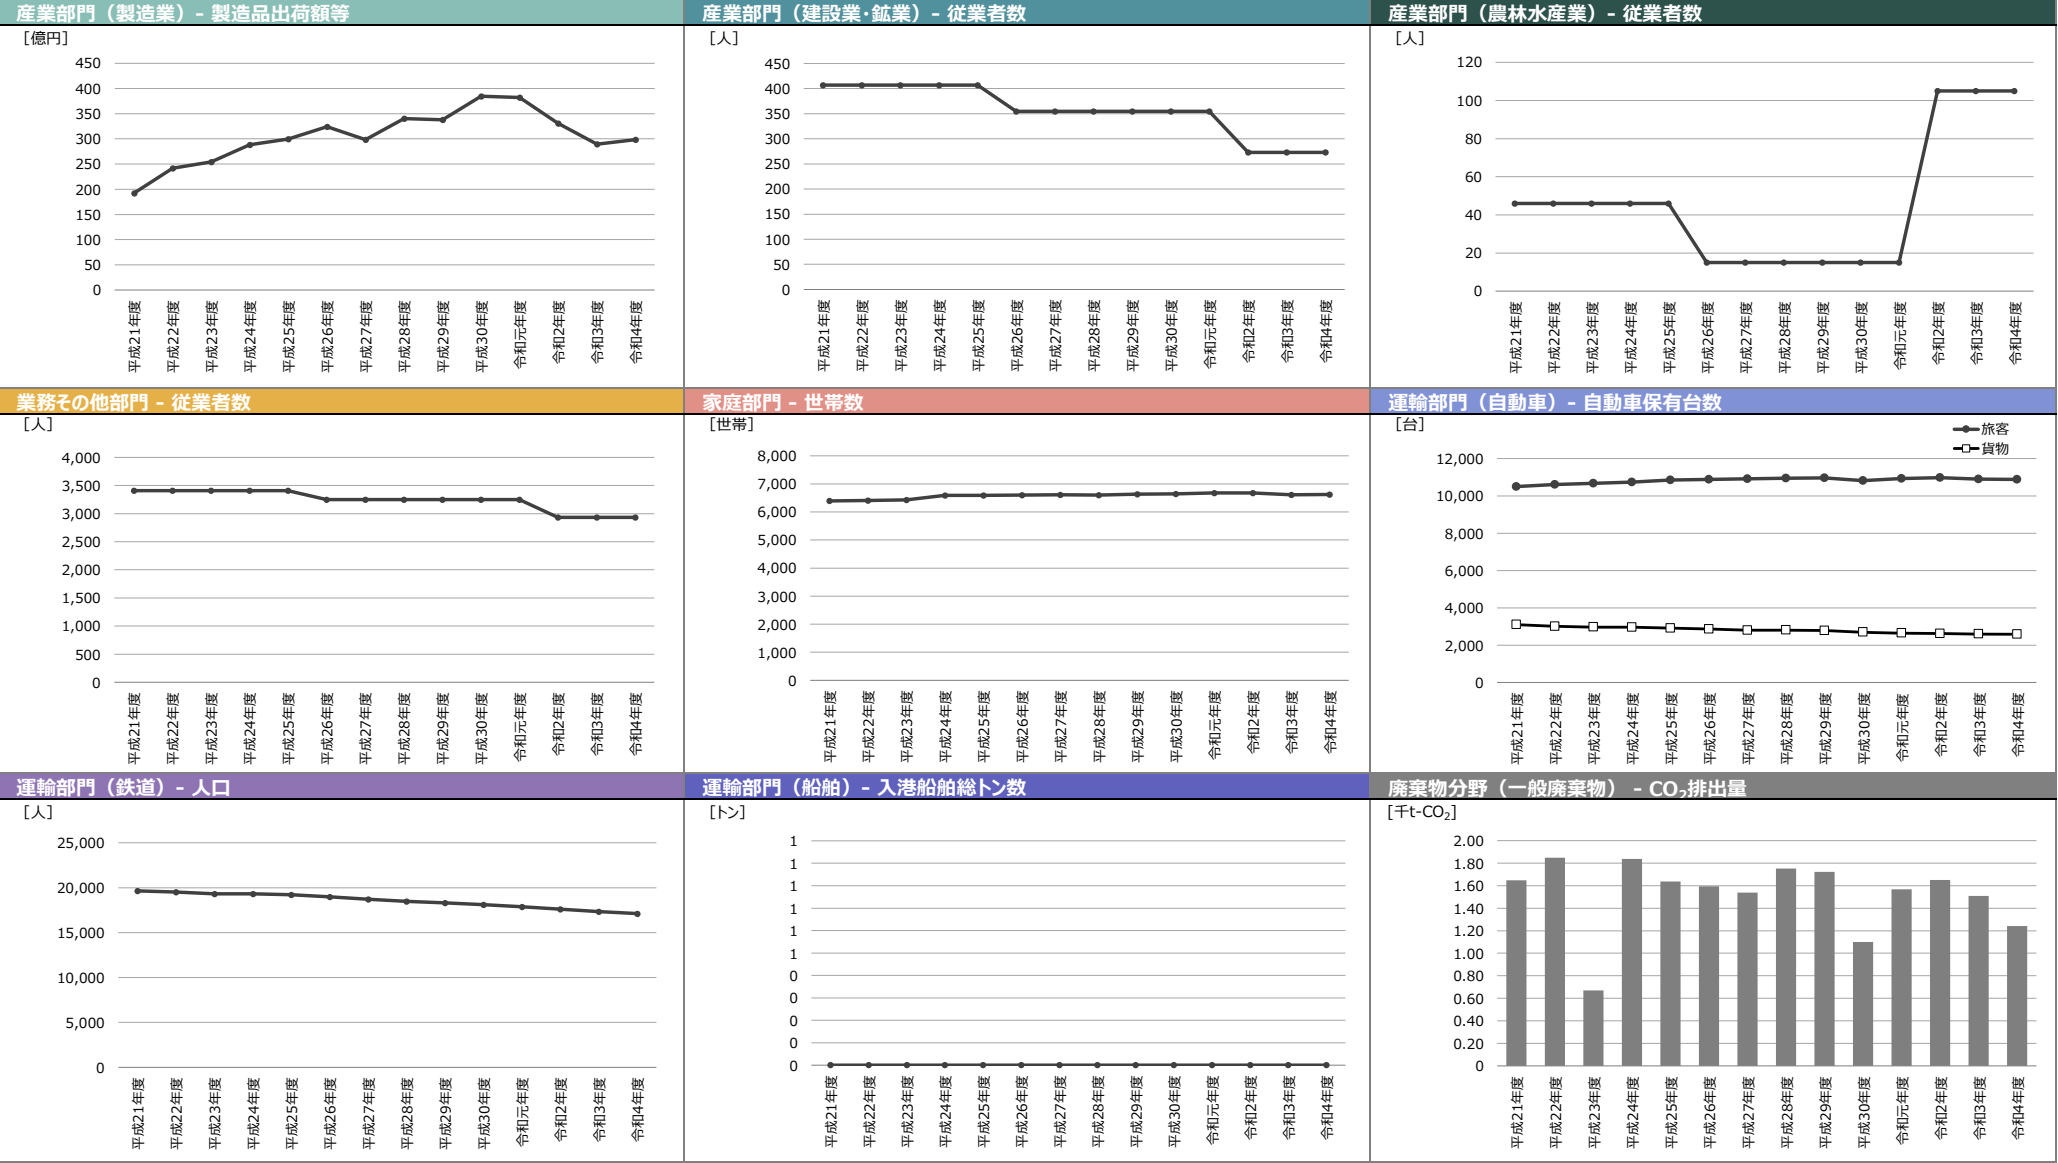 産業部門（製造業）- 製造品出荷額等
［億円］
450
400
350
300
250
200
150
100
50
0
平成21年度
平成22年度
平成23年度
平成24年度
平成25年度
平成26年度
平成27年度
平成28年度
平成29年度
平成30年度
令和元年度
令和2年度
令和3年度
令和4年度
産業部門（建設業･鉱業）- 従業者数
［人］
450
400
350
300
250
200
150
100
50
0
平成21年度
平成22年度
平成23年度
平成24年度
平成25年度
平成26年度
平成27年度
平成28年度
平成29年度
平成30年度
令和元年度
令和2年度
令和3年度
令和4年度
産業部門（農林水産業）- 従業者数
［人］
120
100
80
60
40
20
0
平成21年度
平成22年度
平成23年度
平成24年度
平成25年度
平成26年度
平成27年度
平成28年度
平成29年度
平成30年度
令和元年度
令和2年度
令和3年度
令和4年度
業務その他部門 - 従業者数
［人］
4,000
3,500
3,000
2,500
2,000
1,500
1,000
500
0
平成21年度
平成22年度
平成23年度
平成24年度
平成25年度
平成26年度
平成27年度
平成28年度
平成29年度
平成30年度
令和元年度
令和2年度
令和3年度
令和4年度
家庭部門 - 世帯数
［世帯］
8,000
7,000
6,000
5,000
4,000
3,000
2,000
1,000
0
平成21年度
平成22年度
平成23年度
平成24年度
平成25年度
平成26年度
平成27年度
平成28年度
平成29年度
平成30年度
令和元年度
令和2年度
令和3年度
令和4年度
運輸部門（自動車）- 自動車保有台数
［台］
旅客
貨物
12,000
10,000
8,000
6,000
4,000
2,000
0
平成21年度
平成22年度
平成23年度
平成24年度
平成25年度
平成26年度
平成27年度
平成28年度
平成29年度
平成30年度
令和元年度
令和2年度
令和3年度
令和4年度
運輸部門（鉄道）- 人口
［人］
25,000
20,000
15,000
10,000
5,000
0
平成21年度
平成22年度
平成23年度
平成24年度
平成25年度
平成26年度
平成27年度
平成28年度
平成29年度
平成30年度
令和元年度
令和2年度
令和3年度
令和4年度
運輸部門（船舶）- 入港船舶総トン数
［トン］
1
1
1
1
1
1
0
0
0
0
0
平成21年度
平成22年度
平成23年度
平成24年度
平成25年度
平成26年度
平成27年度
平成28年度
平成29年度
平成30年度
令和元年度
令和2年度
令和3年度
令和4年度
廃棄物分野（一般廃棄物） - CO₂排出量
［千t-CO₂］
2.00
1.80
1.60
1.40
1.20
1.00
0.80
0.60
0.40
0.20
0
平成21年度
平成22年度
平成23年度
平成24年度
平成25年度
平成26年度
平成27年度
平成28年度
平成29年度
平成30年度
令和元年度
令和2年度
令和3年度
令和4年度